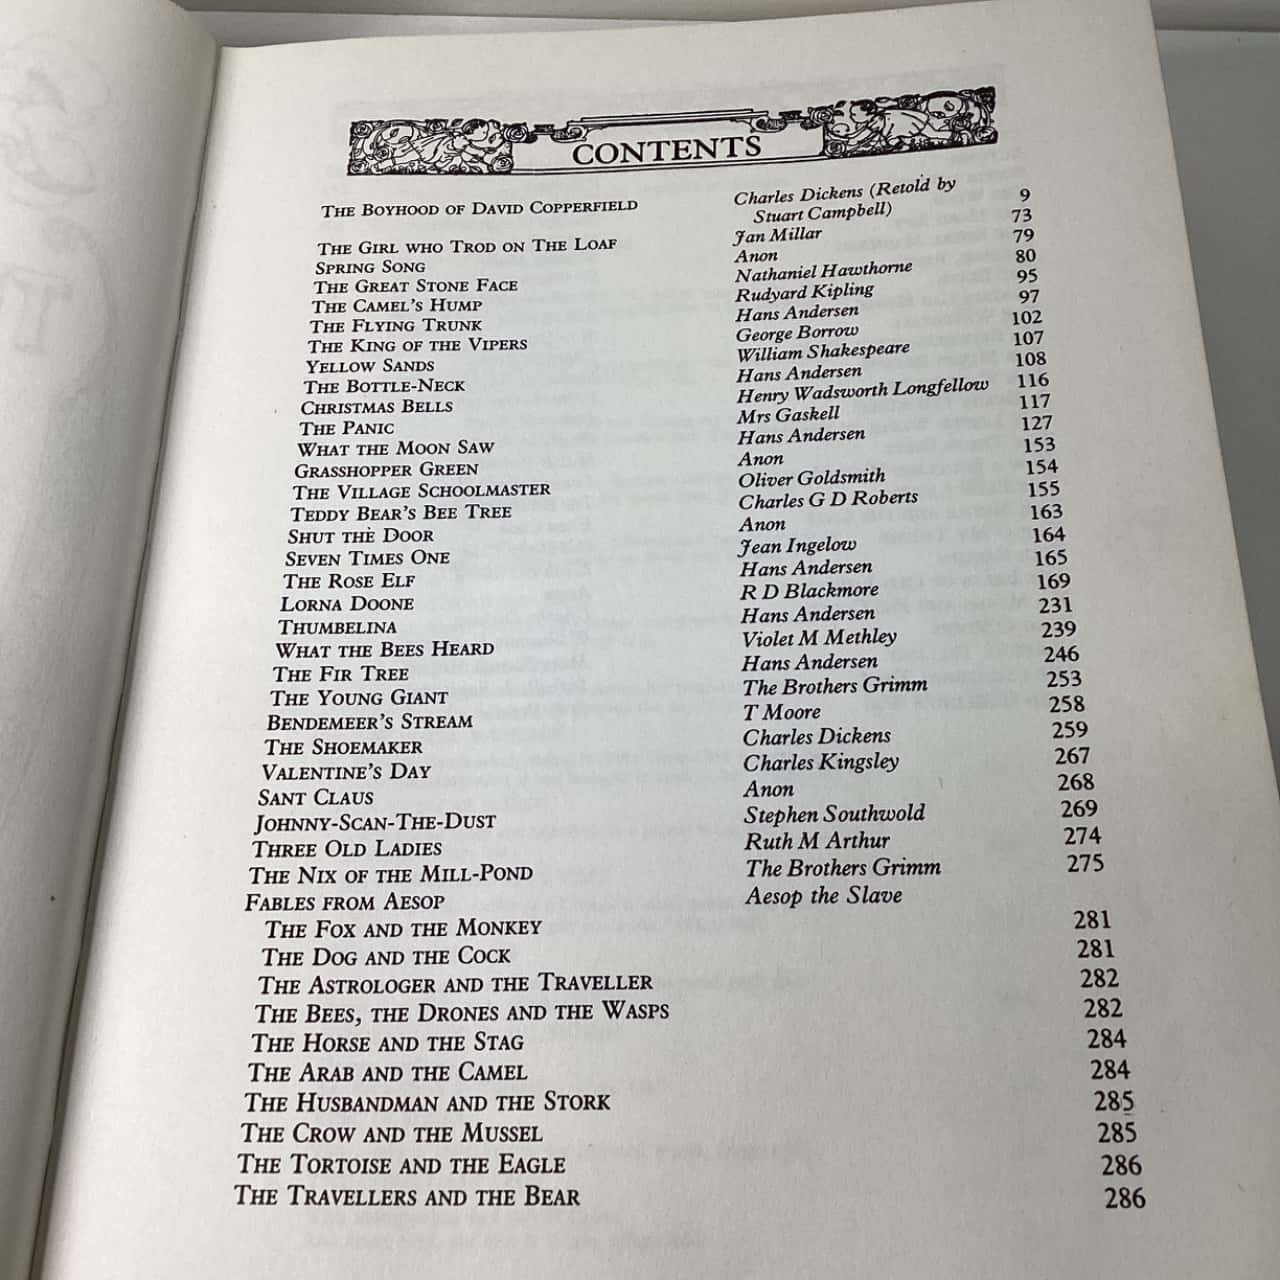 CONTENTS
THE BOYHOOD OF DAVID COPPERFIELD Charles Dickens (Retold by
Stuart Campbell) 9
THE GIRL WHO TROD ON THE LOAF Jan Millar 73
SPRING SONG Anon 79
THE GREAT STONE FACE Nathaniel Hawthorne 80
THE CAMEL'S HUMP Rudyard Kipling 95
THE FLYING TRUNK Hans Andersen 97
THE KING OF THE VIPERS George Borrow 102
YELLOW SANDS William Shakespeare 107
THE BOTTLE-NECK Hans Andersen 108
CHRISTMAS BELLS Henry Wadsworth Longfellow 116
THE PANIC Mrs Gaskell 117
WHAT THE MOON SAW Hans Andersen 127
GRASSHOPPER GREEN Anon 153
THE VILLAGE SCHOOLMASTER Oliver Goldsmith 154
TEDDY BEAR'S BEE TREE Charles G D Roberts 155
SHUT THE DOOR Anon 163
SEVEN TIMES ONE Jean Ingelow 164
THE ROSE ELF Hans Andersen 165
LORNA DOONE R D Blackmore 169
THUMBELINA Hans Andersen 231
WHAT THE BEES HEARD Violet M Methley 239
THE FIR TREE Hans Andersen 246
THE YOUNG GIANT The Brothers Grimm 253
BENDEMEER'S STREAM T Moore 258
THE SHOEMAKER Charles Dickens 259
VALENTINE'S DAY Charles Kingsley 267
SANT CLAUS Anon 268
JOHNNY-SCAN-THE-DUST Stephen Southwold 269
THREE OLD LADIES Ruth M Arthur 274
THE NIX OF THE MILL-POND The Brothers Grimm 275
FABLES FROM AESOP Aesop the Slave
THE FOX AND THE MONKEY 281
THE DOG AND THE COCK 281
THE ASTROLOGER AND THE TRAVELLER 282
THE BEES, THE DRONES AND THE WASPS 282
THE HORSE AND THE STAG 284
THE ARAB AND THE CAMEL 284
THE HUSBANDMAN AND THE STORK 285
THE CROW AND THE MUSSEL 285
THE TORTOISE AND THE EAGLE 286
THE TRAVELLERS AND THE BEAR 286